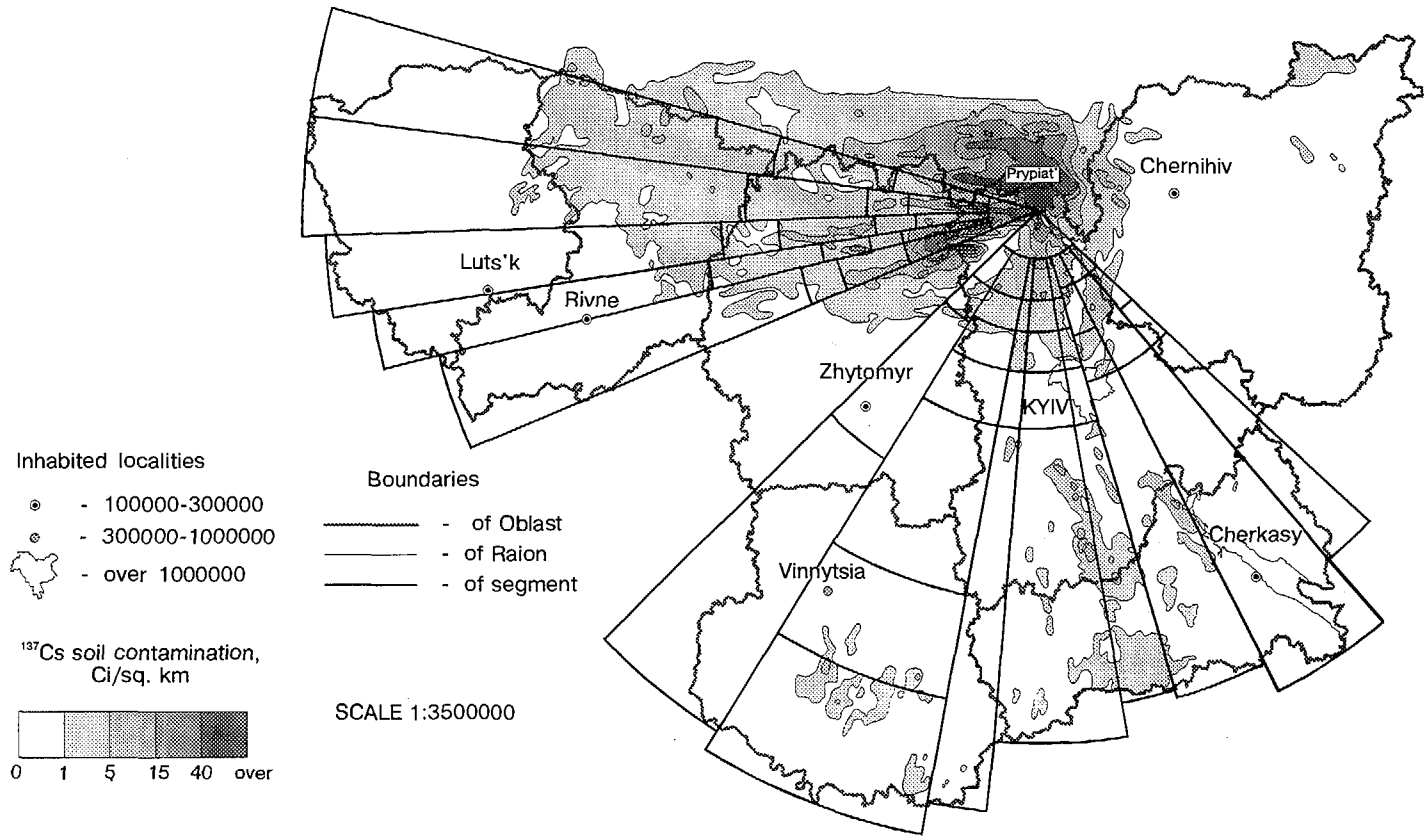 Prypiat'
Chernihiv
Luts'k
Rivne
Zhytomyr
KYIV
Cherkasy
Vinnytsia
Inhabited localities
- 100000-300000
- 300000-1000000
- over 1000000
Boundaries
- of Oblast
- of Raion
- of segment
¹³⁷Cs soil contamination,
Ci/sq. km
0 1 5 15 40 over
SCALE 1:3500000